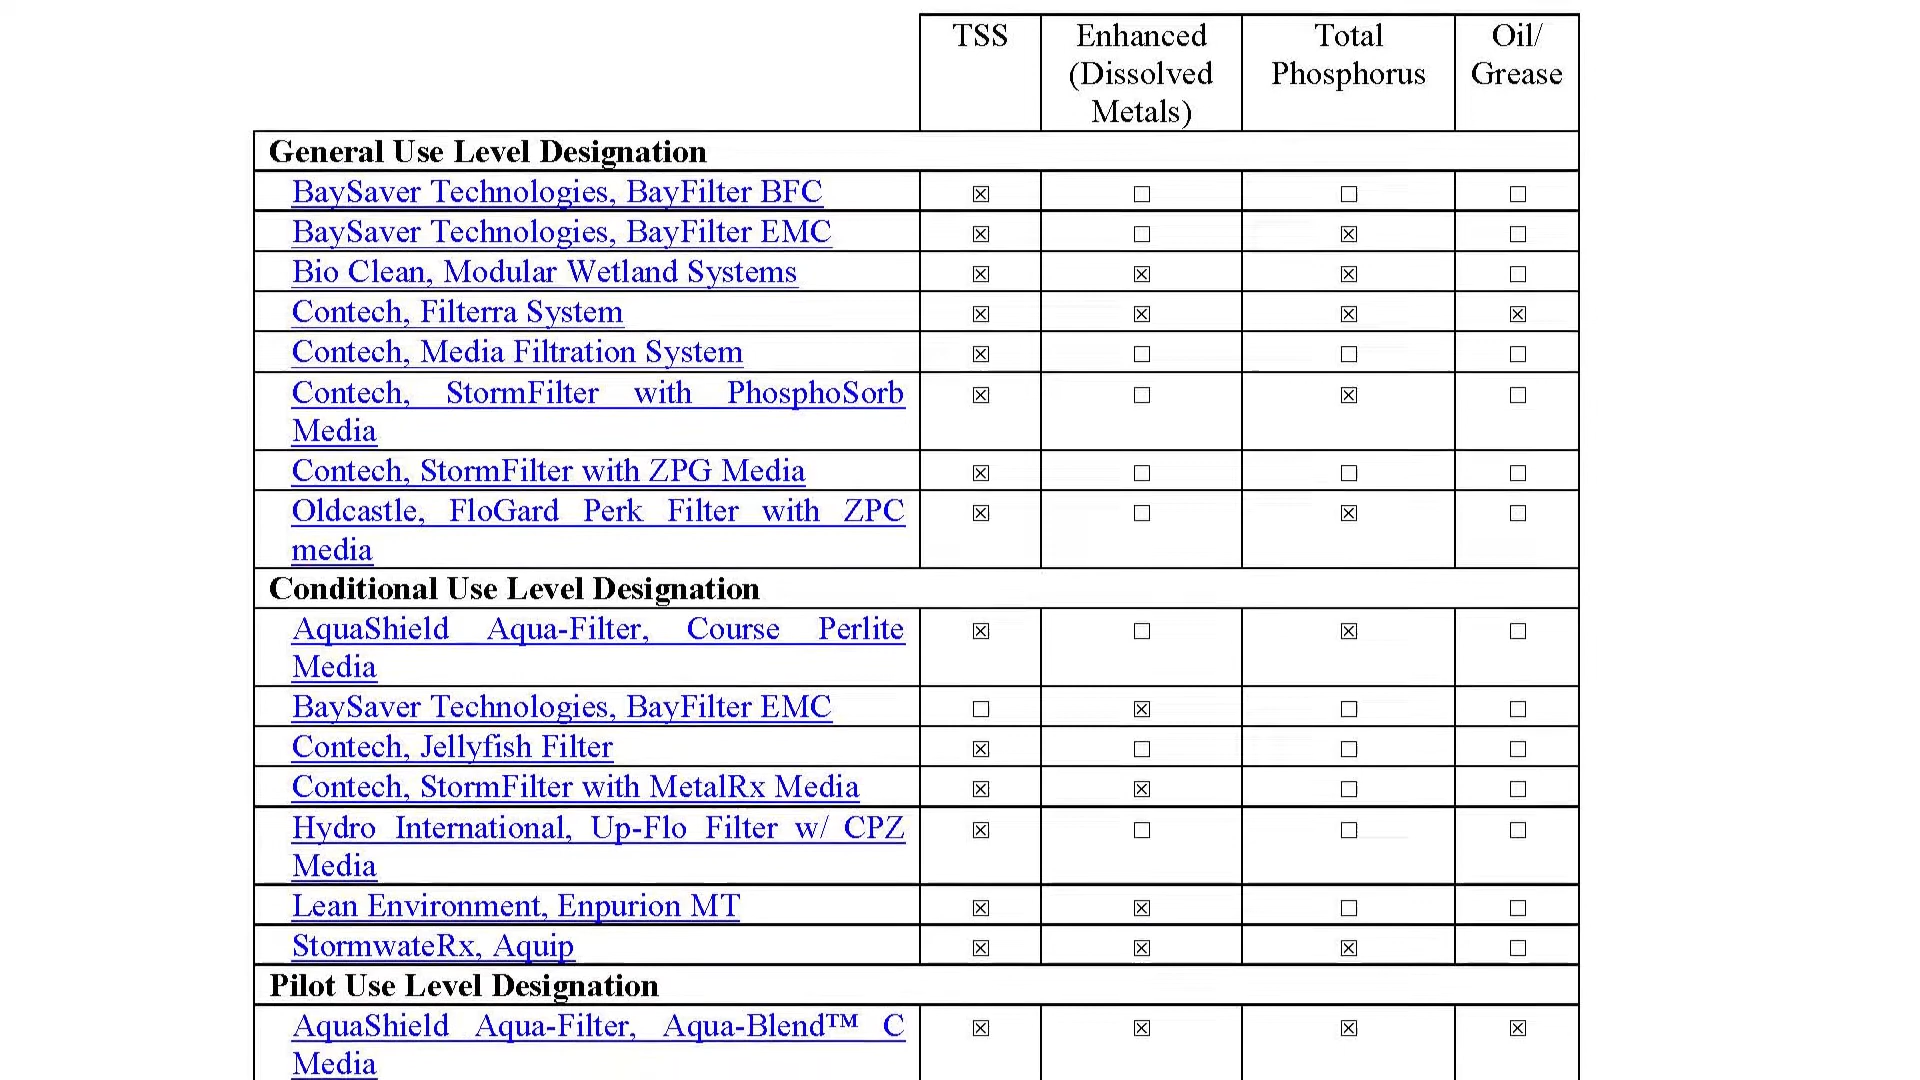 TSS Enhanced Total Oil/
(Dissolved Phosphorus Grease
Metals)
General Use Level Designation
BaySaver Technologies, BayFilter BFC ☒ ☐ ☐ ☐
BaySaver Technologies, BayFilter EMC ☒ ☐ ☒ ☐
Bio Clean, Modular Wetland Systems ☒ ☒ ☒ ☐
Contech, Filterra System ☒ ☒ ☒ ☒
Contech, Media Filtration System ☒ ☐ ☐ ☐
Contech, StormFilter with PhosphoSorb ☒ ☐ ☒ ☐
Media
Contech, StormFilter with ZPG Media ☒ ☐ ☐ ☐
Oldcastle, FloGard Perk Filter with ZPC ☒ ☐ ☒ ☐
media
Conditional Use Level Designation
AquaShield Aqua-Filter, Course Perlite ☒ ☐ ☒ ☐
Media
BaySaver Technologies, BayFilter EMC ☐ ☒ ☐ ☐
Contech, Jellyfish Filter ☒ ☐ ☐ ☐
Contech, StormFilter with MetalRx Media ☒ ☒ ☐ ☐
Hydro International, Up-Flo Filter w/ CPZ ☒ ☐ ☐ ☐
Media
Lean Environment, Enpurion MT ☒ ☒ ☐ ☐
StormwateRx, Aquip ☒ ☒ ☒ ☐
Pilot Use Level Designation
AquaShield Aqua-Filter, Aqua-Blend™ C ☒ ☒ ☒ ☒
Media